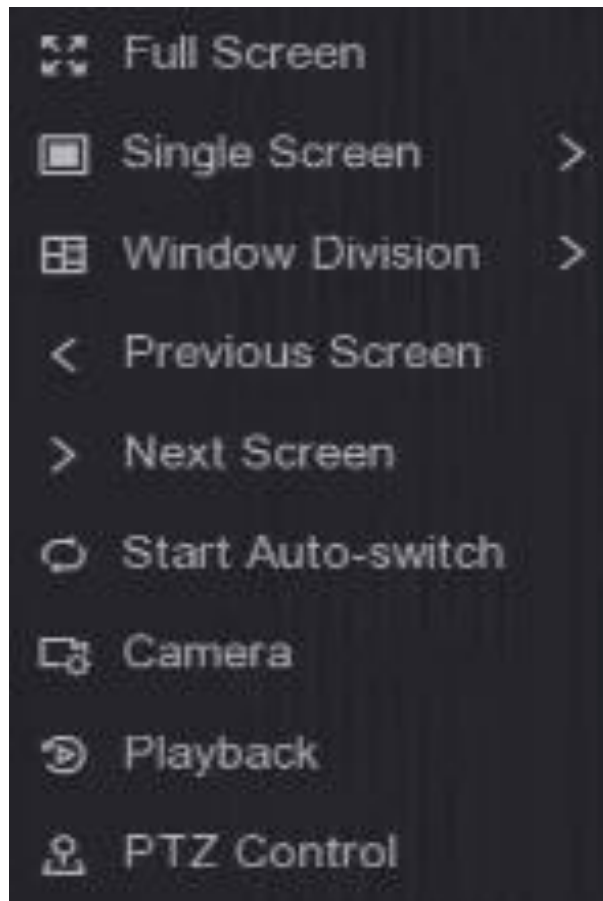 Full Screen
Single Screen
Window Division
Previous Screen
Next Screen
Start Auto-switch
Camera
Playback
PTZ Control